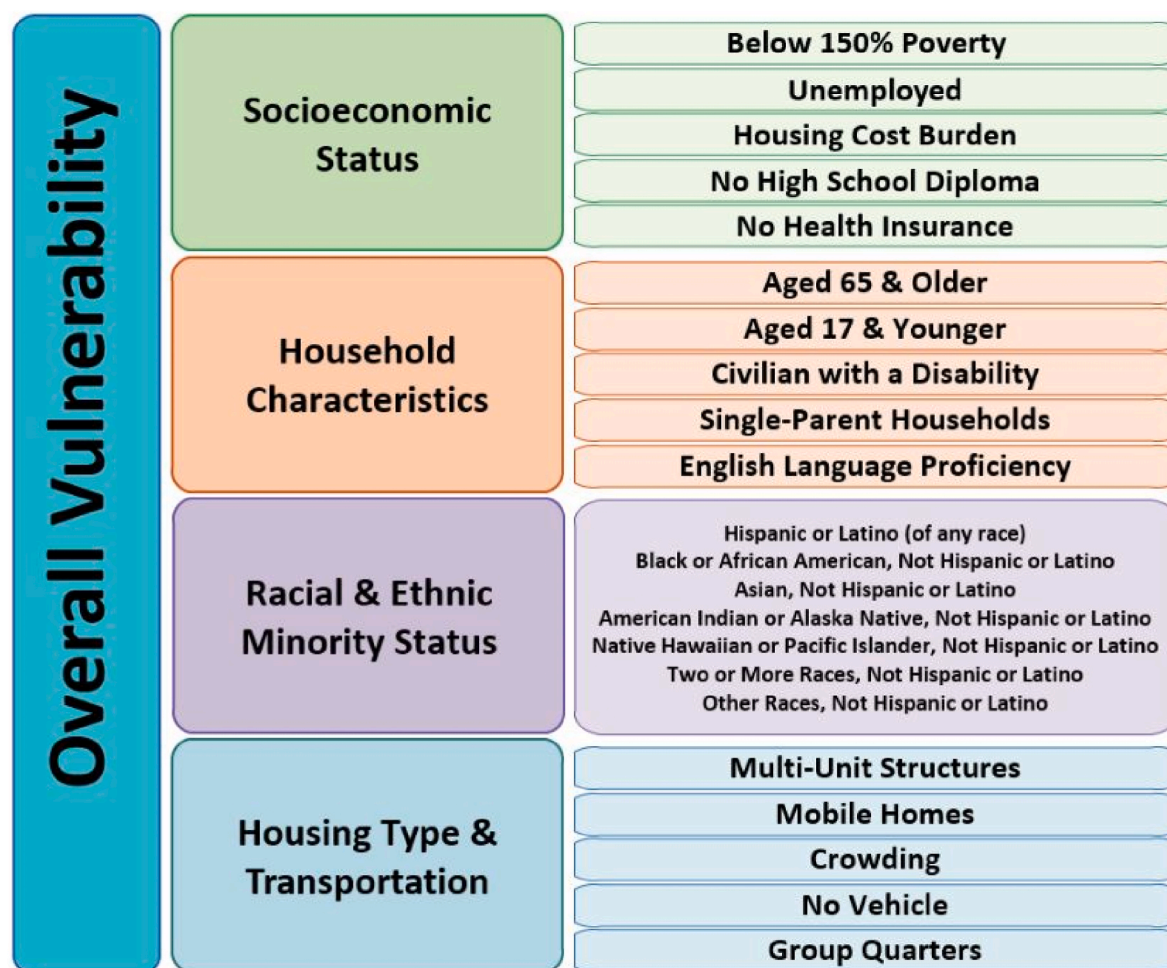 Overall Vulnerability
Socioeconomic
Status
Below 150% Poverty
Unemployed
Housing Cost Burden
No High School Diploma
No Health Insurance
Household
Characteristics
Aged 65 & Older
Aged 17 & Younger
Civilian with a Disability
Single-Parent Households
English Language Proficiency
Racial & Ethnic
Minority Status
Hispanic or Latino (of any race)
Black or African American, Not Hispanic or Latino
Asian, Not Hispanic or Latino
American Indian or Alaska Native, Not Hispanic or Latino
Native Hawaiian or Pacific Islander, Not Hispanic or Latino
Two or More Races, Not Hispanic or Latino
Other Races, Not Hispanic or Latino
Housing Type &
Transportation
Multi-Unit Structures
Mobile Homes
Crowding
No Vehicle
Group Quarters